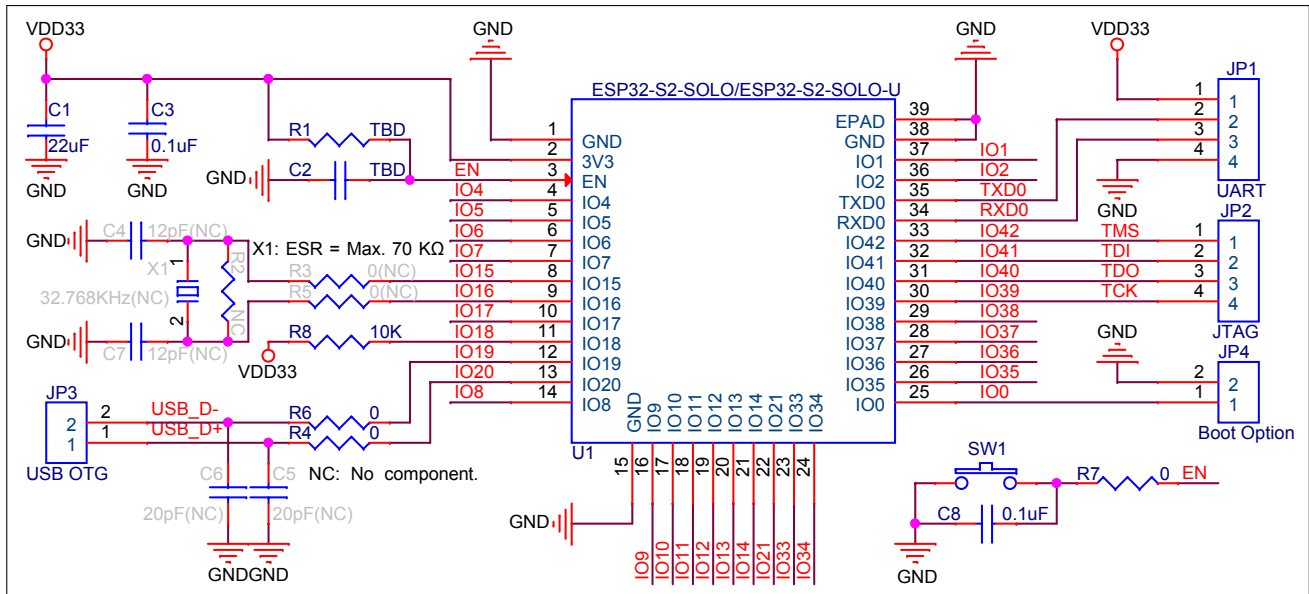 VDD33
C1
22uF
GND
C3
0.1uF
GND
R1
TBD
GND
C2
TBD
GND
GND
VDD33
ESP32-S2-SOLO/ESP32-S2-SOLO-U
U1
EN
IO4
IO5
IO6
IO7
IO15
IO16
IO17
IO18
IO19
IO20
IO8
1
2
3
4
5
6
7
8
9
10
11
12
13
14
GND
3V3
EN
IO4
IO5
IO6
IO7
IO15
IO16
IO17
IO18
IO19
IO20
IO8
EPAD
GND
IO1
IO2
TXD0
RXD0
IO42
IO41
IO40
IO39
IO38
IO37
IO36
IO35
IO0
39
38
37
36
35
34
33
32
31
30
29
28
27
26
25
IO1
IO2
TXD0
RXD0
IO42
IO41
IO40
IO39
IO38
IO37
IO36
IO35
IO0
TMS
TDI
TDO
TCK
JP1
1
2
3
4
1
2
3
4
UART
GND
JP2
1
2
3
4
1
2
3
4
JTAG
GND
JP4
2
1
2
1
Boot Option
GND
C4
12pF(NC)
X1
1
2
32.768KHz(NC)
GND
C7
12pF(NC)
R2
NC
X1: ESR = Max. 70 KΩ
R3
0(NC)
R5
0(NC)
R8
10K
VDD33
JP3
2
1
2
1
USB OTG
USB_D-
USB_D+
R6
0
R4
0
C6
20pF(NC)
C5
20pF(NC)
GND
GND
NC: No component.
GND
IO9
IO10
IO11
IO12
IO13
IO14
IO21
IO33
IO34
15
16
17
18
19
20
21
22
23
24
GND
IO9
IO10
IO11
IO12
IO13
IO14
IO21
IO33
IO34
SW1
R7
0
EN
C8
0.1uF
GND